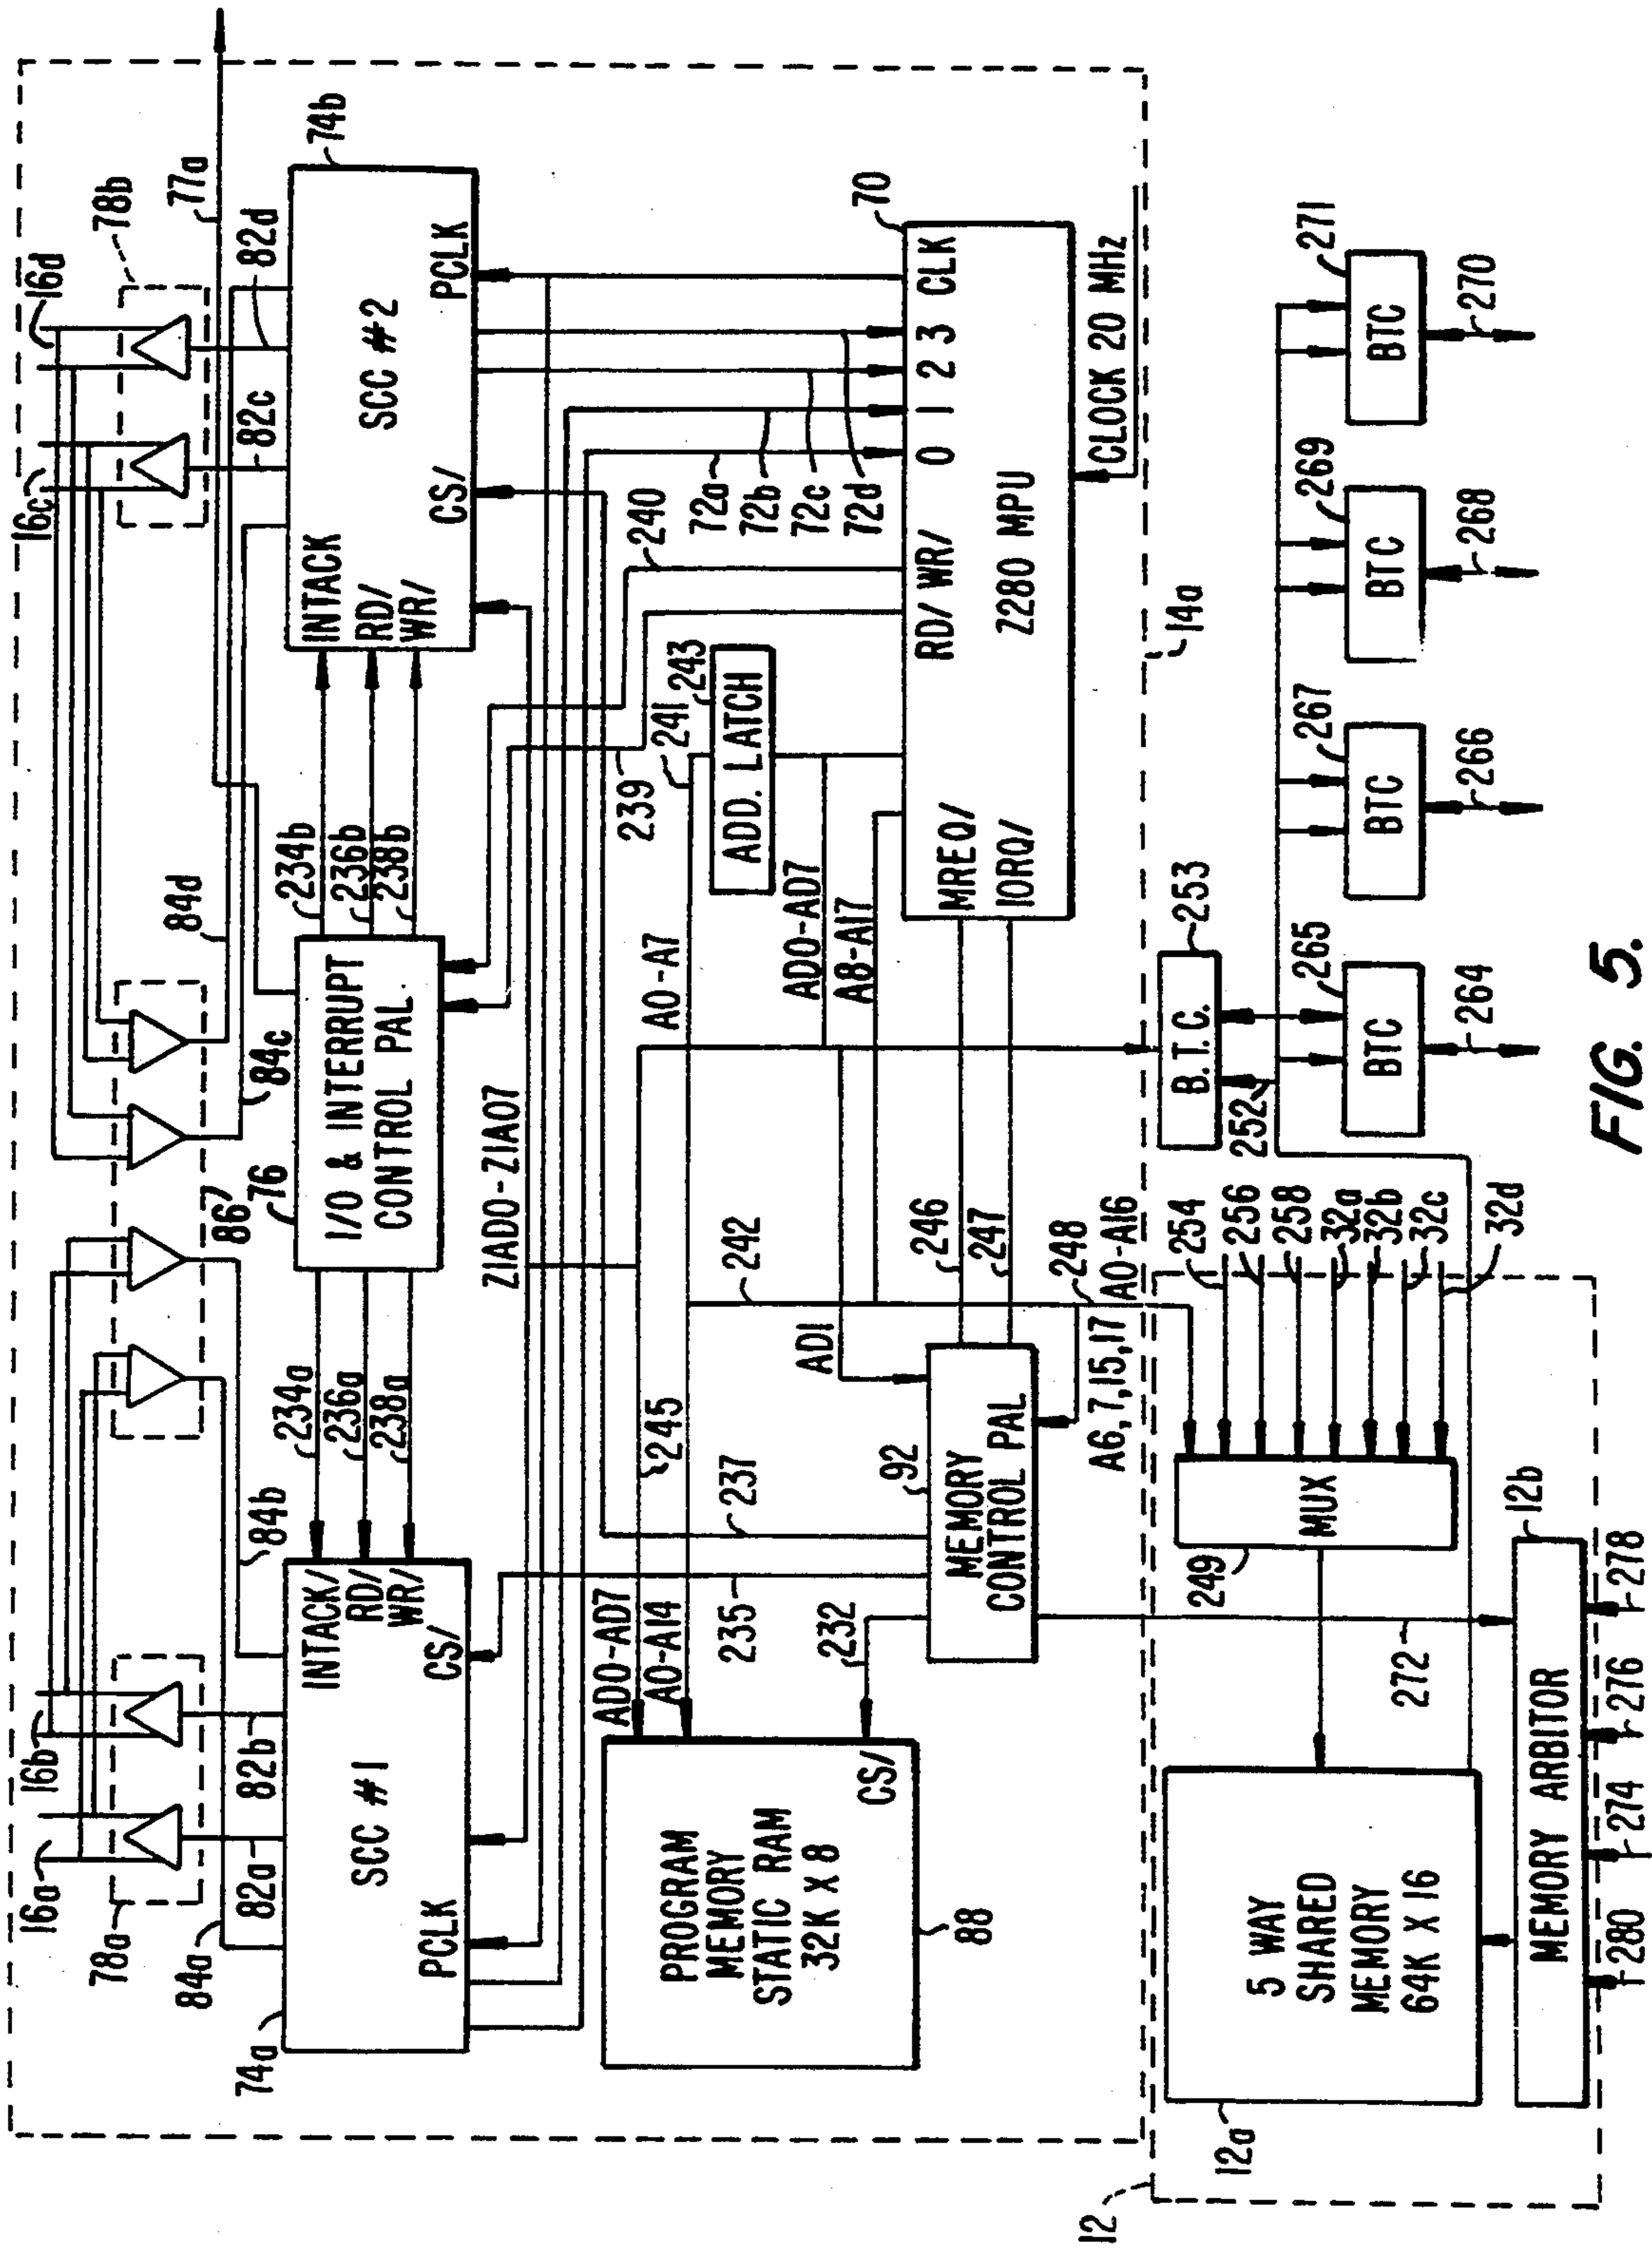 16a
16b
16c
16d
78a
78b
77a
82a
82b
82c
82d
84a
84b
84c
84d
86
74a
SCC #1
INTACK/
RD/
WR/
CS/
PCLK
234a
236a
238a
76
I/O & INTERRUPT
CONTROL PAL
234b
236b
238b
74b
SCC #2
INTACK
RD/
WR/
CS/
PCLK
Z1AD0-Z1A07
239
240
241
243
ADD. LATCH
A0-A7
AD0-AD7
A8-A17
72a
72b
72c
72d
70
RD/ WR/
0 1 2 3 CLK
Z280 MPU
MREQ/
IORQ/
CLOCK 20 MHz
14a
PROGRAM
MEMORY
STATIC RAM
32K X 8
CS/
88
AD0-AD7
A0-A14
245
242
232
235
237
92
MEMORY
CONTROL PAL
AD1
246
247
248
A6,7,15,17
A0-A16
12
12a
5 WAY
SHARED
MEMORY
64K X 16
249
MUX
254
256
258
32a
32b
32c
32d
272
12b
MEMORY ARBITOR
280
274
276
278
252
B.T.C.
253
BTC
265
264
BTC
267
266
BTC
269
268
BTC
271
270
FIG. 5.